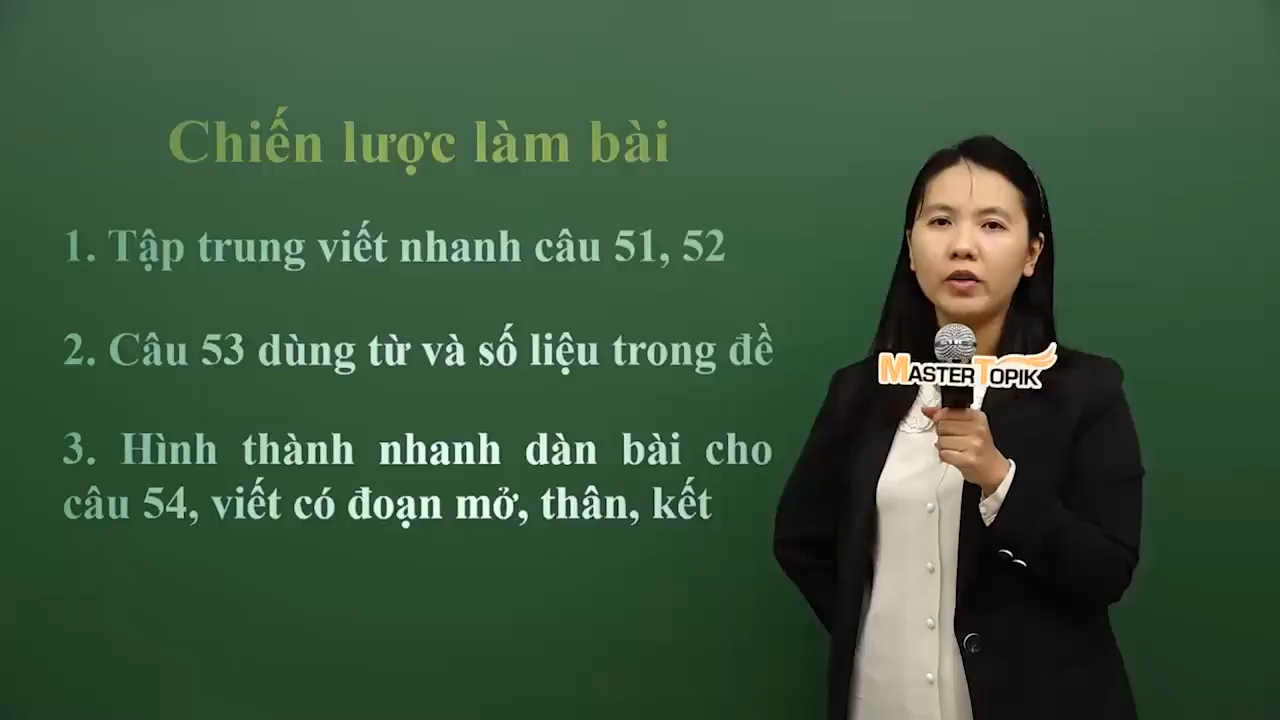 Chiến lược làm bài
1. Tập trung viết nhanh câu 51, 52
2. Câu 53 dùng từ và số liệu trong đề
3. Hình thành nhanh dàn bài cho
câu 54, viết có đoạn mở, thân, kết
MASTER TOPIK